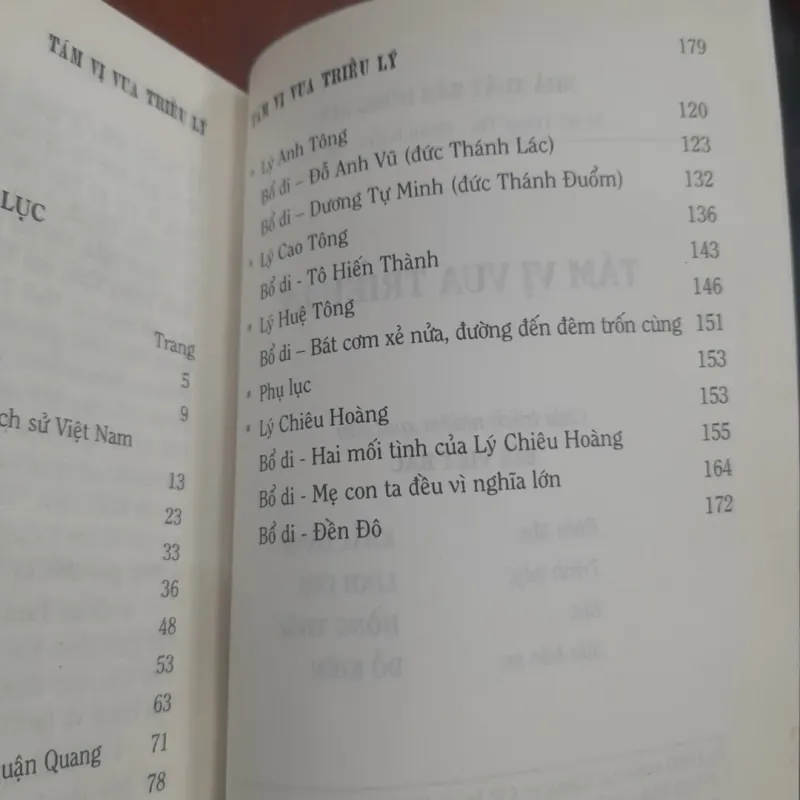 TÁM VỊ VUA TRIỀU LÝ
LỤC
Trang
5
9
ch sử Việt Nam
13
23
33
36
48
53
63
71
uận Quang
78
TÁM VỊ VUA TRIỀU LÝ 179
• Lý Anh Tông 120
Bổ di – Đỗ Anh Vũ (đức Thánh Lác) 123
Bổ di – Dương Tự Minh (đức Thánh Đuổm) 132
• Lý Cao Tông 136
Bổ di - Tô Hiến Thành 143
• Lý Huệ Tông 146
Bổ di – Bát cơm xẻ nửa, đường đến đêm trốn cùng 151
• Phụ lục 153
• Lý Chiêu Hoàng 153
Bổ di - Hai mối tình của Lý Chiêu Hoàng 155
Bổ di - Mẹ con ta đều vì nghĩa lớn 164
Bổ di - Đền Đô 172